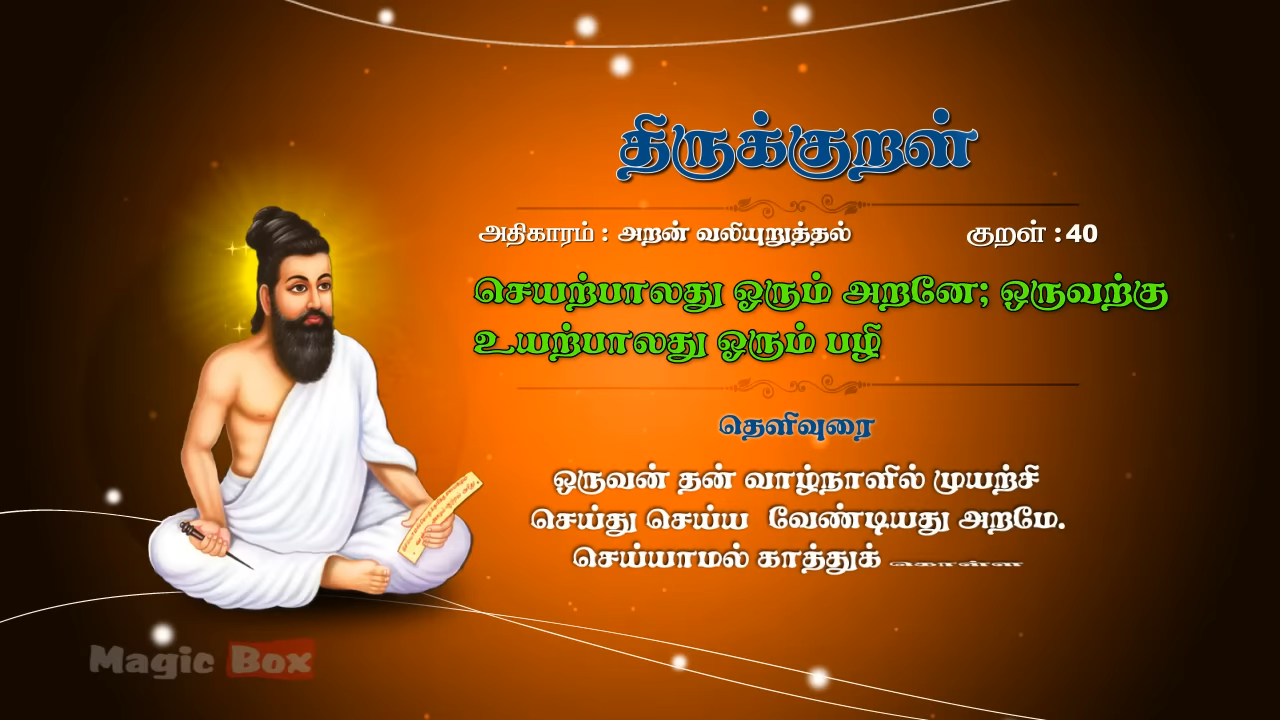 திருக்குறள்
அதிகாரம் : அறன் வலியுறுத்தல் குறள் : 40
செயற்பாலது ஓரும் அறனே; ஒருவற்கு
உயற்பாலது ஓரும் பழி
தெளிவுரை
ஒருவன் தன் வாழ்நாளில் முயற்சி
செய்து செய்ய வேண்டியது அறமே.
செய்யாமல் காத்துக் கொள்ள
Magic Box